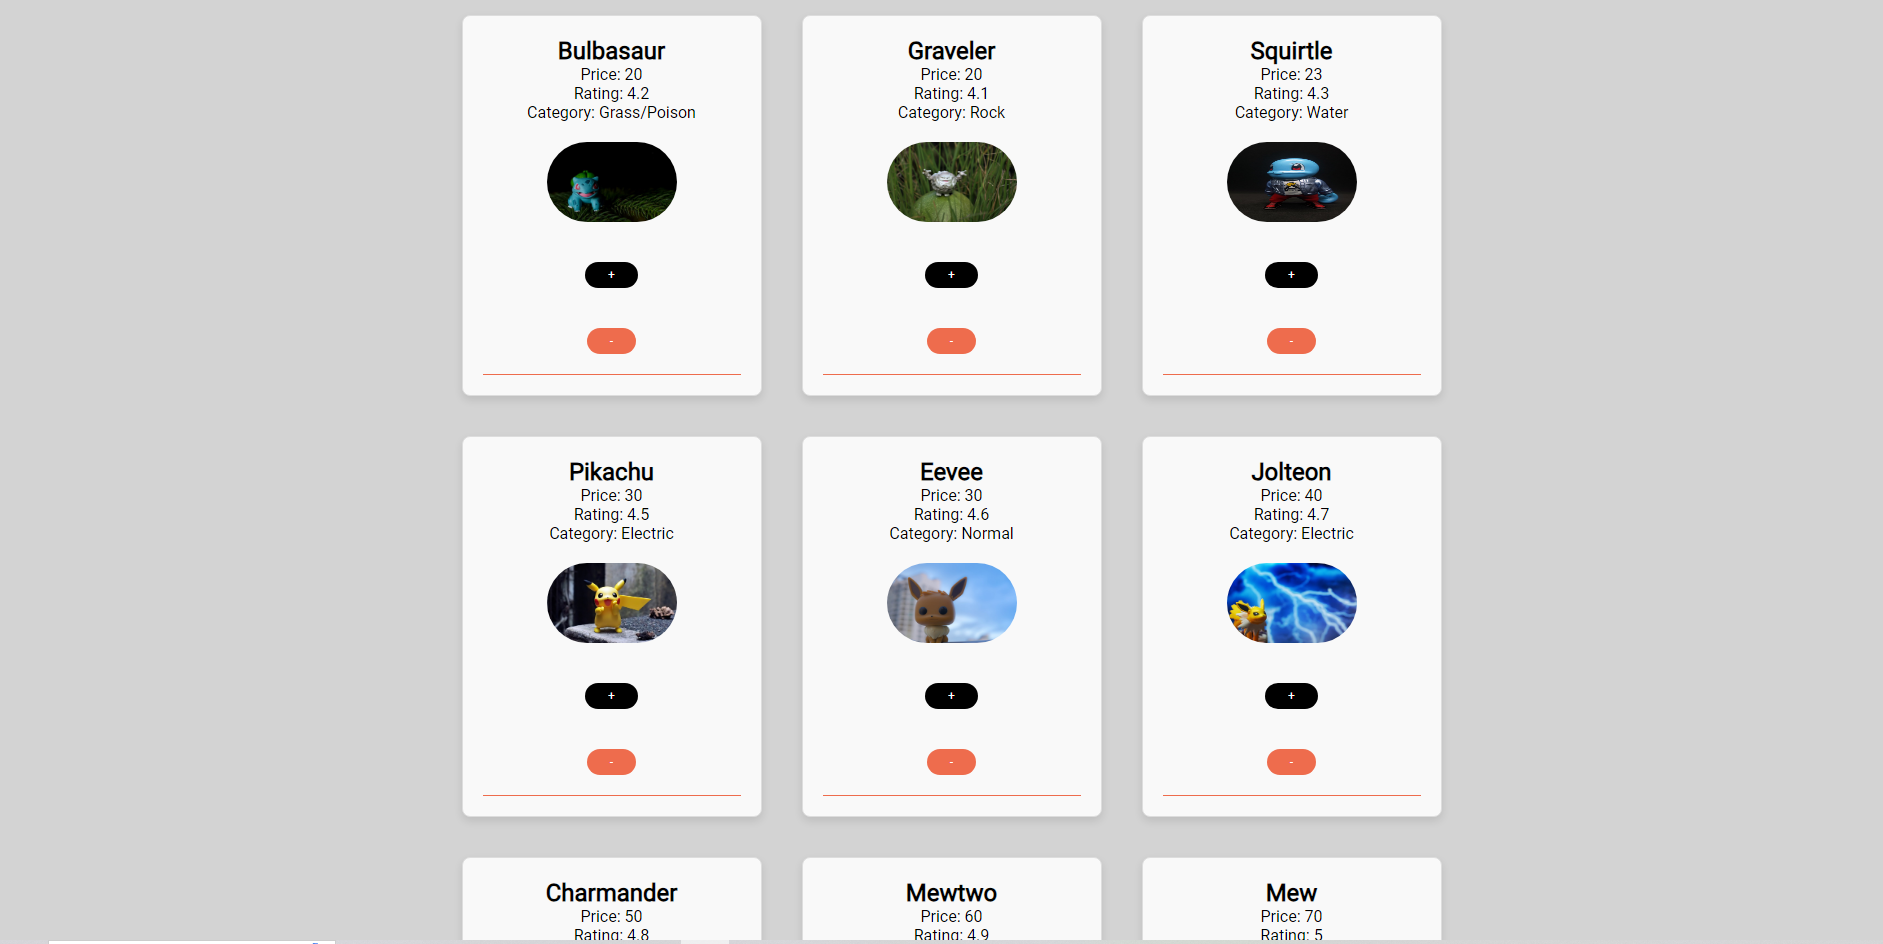 Bulbasaur
Price: 20
Rating: 4.2
Category: Grass/Poison
+
-
Graveler
Price: 20
Rating: 4.1
Category: Rock
+
-
Squirtle
Price: 23
Rating: 4.3
Category: Water
+
-
Pikachu
Price: 30
Rating: 4.5
Category: Electric
+
-
Eevee
Price: 30
Rating: 4.6
Category: Normal
+
-
Jolteon
Price: 40
Rating: 4.7
Category: Electric
+
-
Charmander
Price: 50
Rating: 4.8
Mewtwo
Price: 60
Rating: 4.9
Mew
Price: 70
Rating: 5